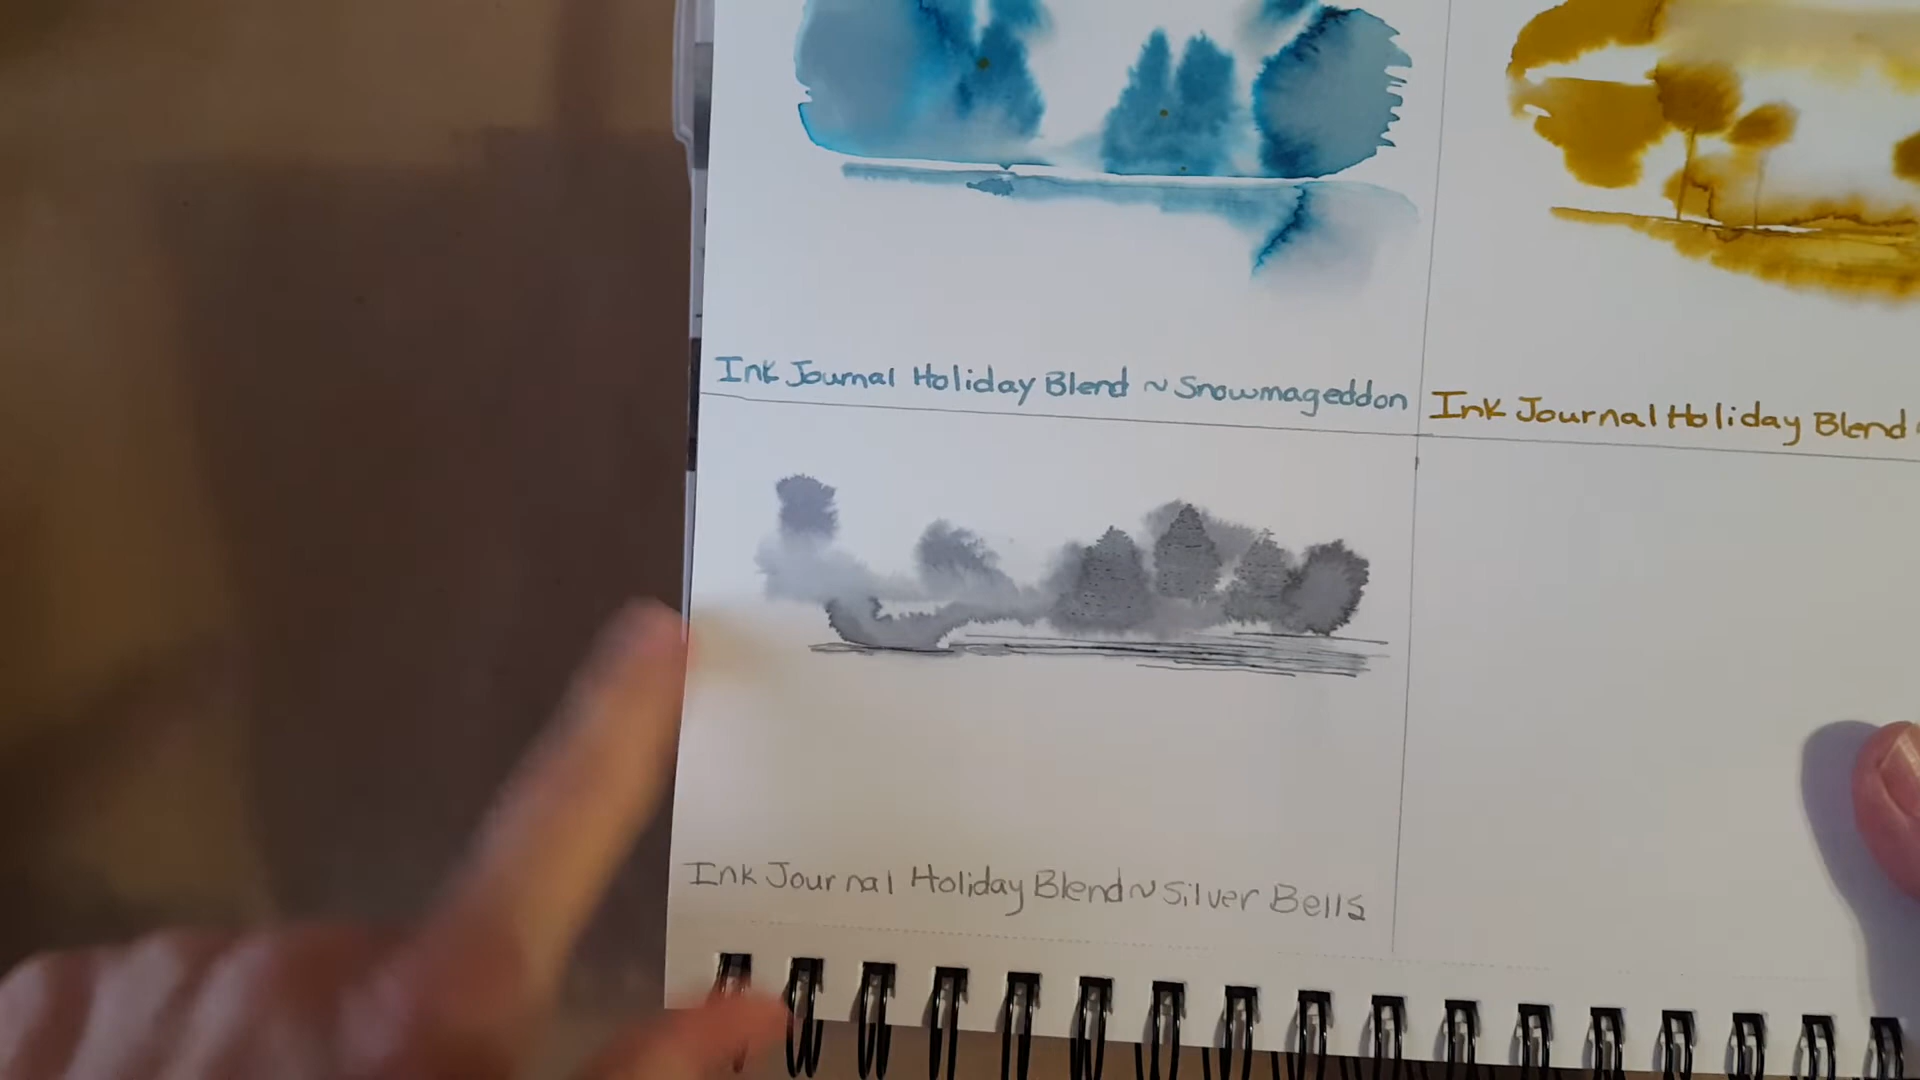 Ink Journal Holiday Blend ~ Snowmageddon
Ink Journal Holiday Blend
Ink Journal Holiday Blend ~ Silver Bells